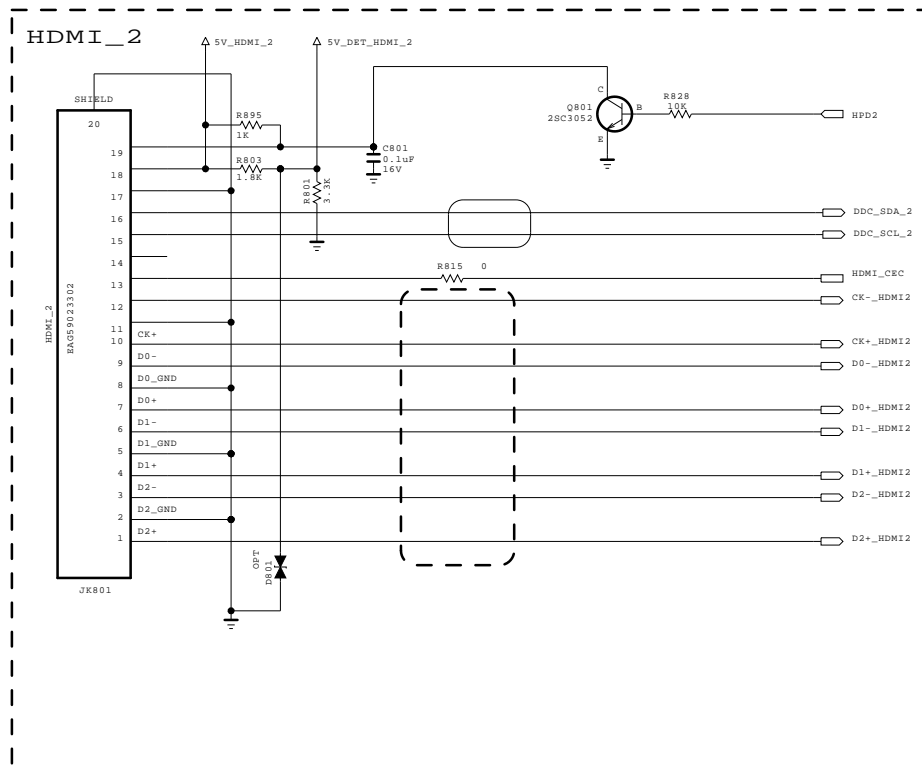 HDMI_2
5V_HDMI_2
5V_DET_HDMI_2
SHIELD
20
R895
1K
C
Q801
2SC3052
B
E
R828
10K
HPD2
19
C801
0.1uF
16V
18
R803
1.8K
R801
3.3K
17
16
DDC_SDA_2
15
DDC_SCL_2
14
R815 0
13
HDMI_CEC
12
CK-_HDMI2
11
HDMI_2
EAG59023302
CK+
10
CK+_HDMI2
D0-
9
D0-_HDMI2
D0_GND
8
D0+
7
D0+_HDMI2
D1-
6
D1-_HDMI2
D1_GND
5
D1+
4
D1+_HDMI2
D2-
3
D2-_HDMI2
D2_GND
2
D2+
1
D2+_HDMI2
OPT
D801
JK801